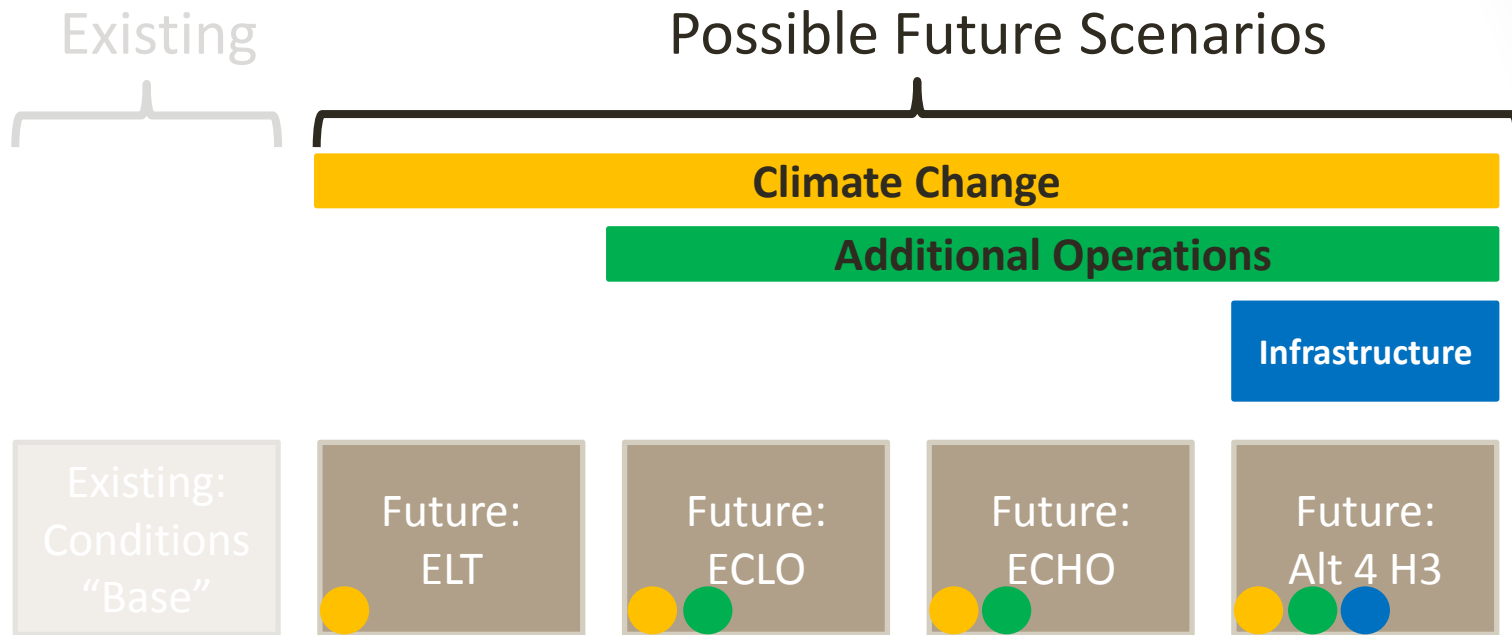 Existing
Possible Future Scenarios
Climate Change
Additional Operations
Infrastructure
Existing:
Conditions
“Base”
Future:
ELT
Future:
ECLO
Future:
ECHO
Future:
Alt 4 H3